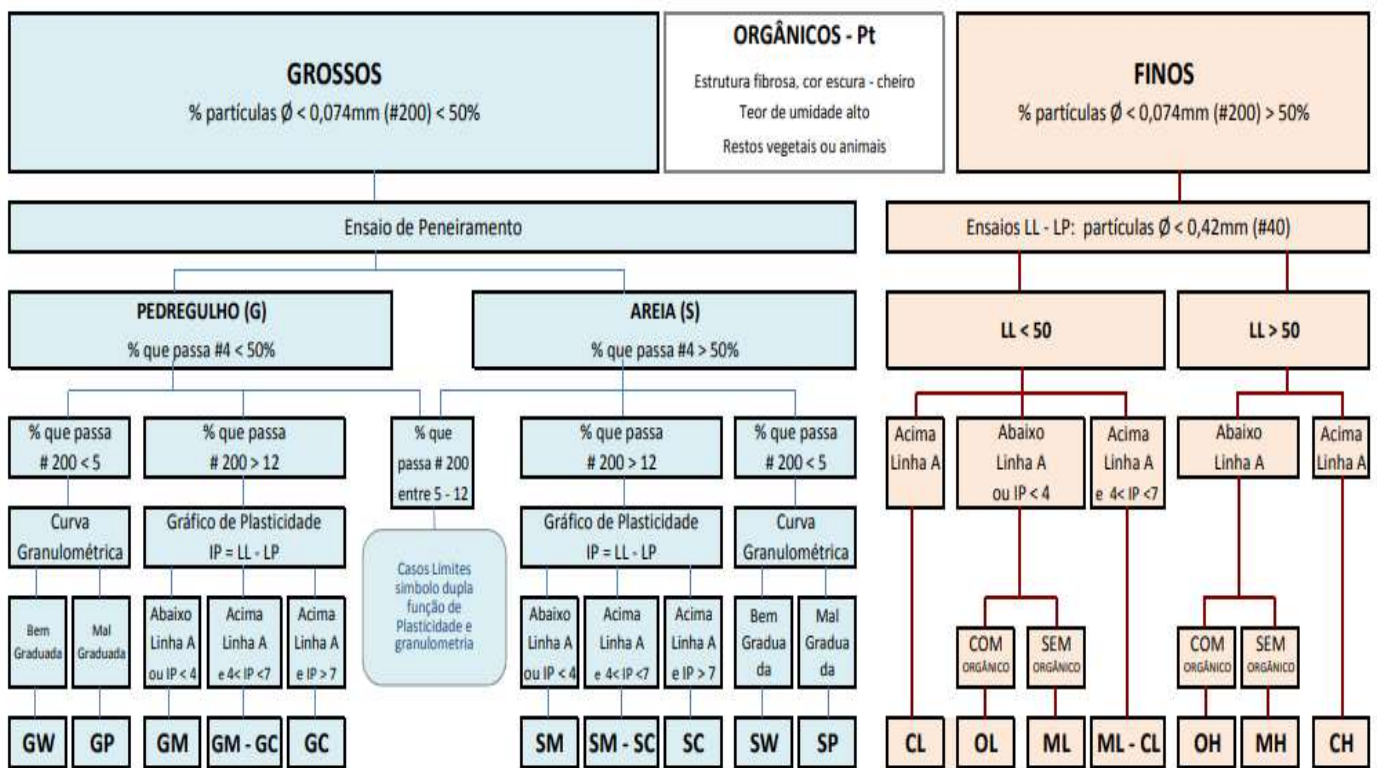 GROSSOS
% partículas Ø < 0,074mm (#200) < 50%
ORGÂNICOS - Pt
Estrutura fibrosa, cor escura - cheiro
Teor de umidade alto
Restos vegetais ou animais
FINOS
% partículas Ø < 0,074mm (#200) > 50%
Ensaio de Peneiramento
Ensaios LL - LP: partículas Ø < 0,42mm (#40)
PEDREGULHO (G)
% que passa #4 < 50%
AREIA (S)
% que passa #4 > 50%
LL < 50
LL > 50
% que passa
# 200 < 5
% que passa
# 200 > 12
% que
passa # 200
entre 5 - 12
% que passa
# 200 > 12
% que passa
# 200 < 5
Acima
Linha A
Abaixo
Linha A
ou IP < 4
Acima
Linha A
e 4< IP <7
Abaixo
Linha A
Acima
Linha A
Curva
Granulométrica
Gráfico de Plasticidade
IP = LL - LP
Casos Limites
simbolo dupla
função de
Plasticidade e
granulometria
Gráfico de Plasticidade
IP = LL - LP
Curva
Granulométrica
Bem
Graduada
Mal
Graduada
Abaixo
Linha A
ou IP < 4
Acima
Linha A
e 4< IP <7
Acima
Linha A
e IP > 7
Abaixo
Linha A
ou IP < 4
Acima
Linha A
e 4< IP <7
Acima
Linha A
e IP > 7
Bem
Gradua
da
Mal
Gradua
da
COM
ORGÂNICO
SEM
ORGÂNICO
COM
ORGÂNICO
SEM
ORGÂNICO
GW
GP
GM
GM - GC
GC
SM
SM - SC
SC
SW
SP
CL
OL
ML
ML - CL
OH
MH
CH